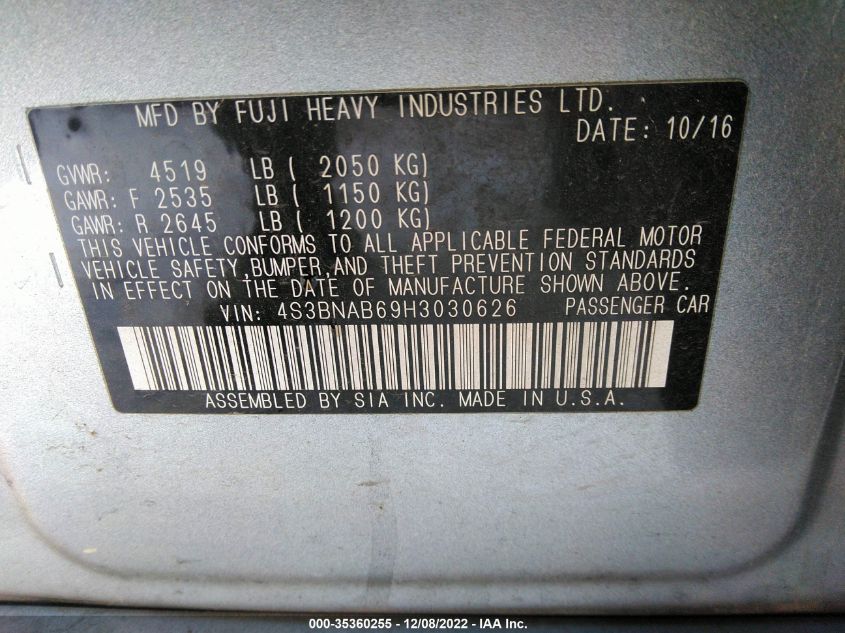 MFD BY FUJI HEAVY INDUSTRIES LTD.
DATE: 10/16
GVWR: 4519 LB ( 2050 KG)
GAWR: F 2535 LB ( 1150 KG)
GAWR: R 2645 LB ( 1200 KG)
THIS VEHICLE CONFORMS TO ALL APPLICABLE FEDERAL MOTOR
VEHICLE SAFETY,BUMPER,AND THEFT PREVENTION STANDARDS
IN EFFECT ON THE DATE OF MANUFACTURE SHOWN ABOVE.
VIN: 4S3BNAB69H3030626 PASSENGER CAR
ASSEMBLED BY SIA INC. MADE IN U.S.A.
000-35360255 - 12/08/2022 - IAA Inc.